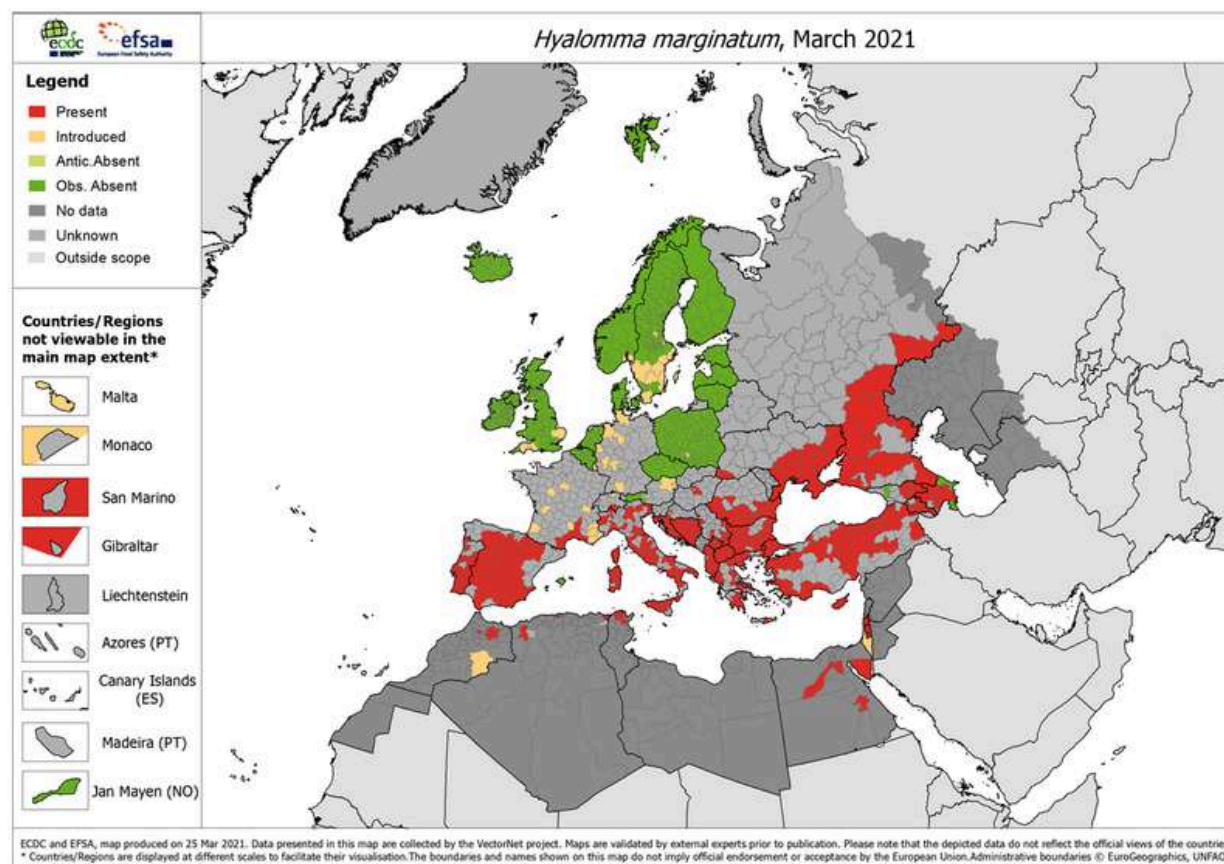 ecdc
efsa
European Food Safety Authority
Hyalomma marginatum, March 2021
Legend
Present
Introduced
Antic.Absent
Obs. Absent
No data
Unknown
Outside scope
Countries/Regions
not viewable in the
main map extent*
Malta
Monaco
San Marino
Gibraltar
Liechtenstein
Azores (PT)
Canary Islands
(ES)
Madeira (PT)
Jan Mayen (NO)
ECDC and EFSA, map produced on 25 Mar 2021. Data presented in this map are collected by the VectorNet project. Maps are validated by external experts prior to publication. Please note that the depicted data do not reflect the official views of the countrie
* Countries/Regions are displayed at different scales to facilitate their visualisation.The boundaries and names shown on this map do not imply official endorsement or acceptance by the European Union.Administrative boundaries © EuroGeographics,